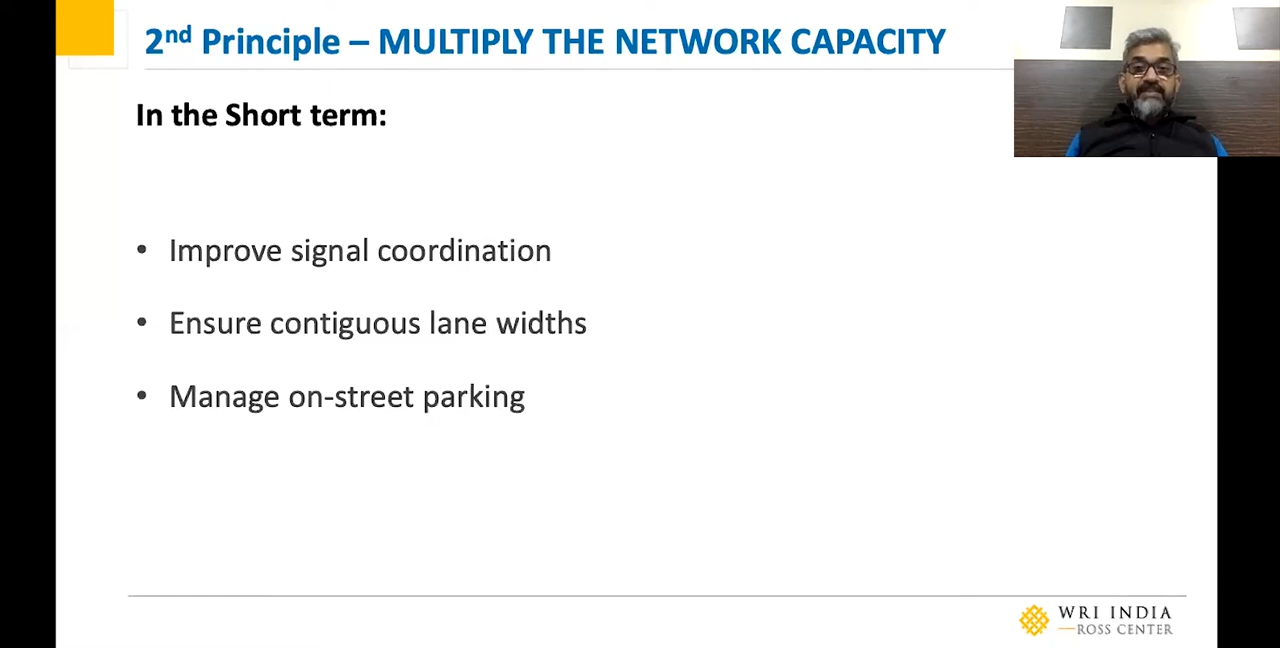 2nd Principle – MULTIPLY THE NETWORK CAPACITY
In the Short term:
• Improve signal coordination
• Ensure contiguous lane widths
• Manage on-street parking
WRI INDIA
ROSS CENTER